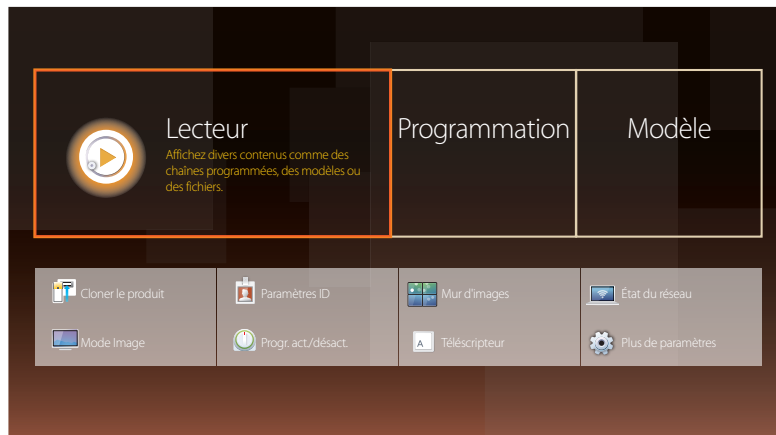 Lecteur
Affichez divers contenus comme des
chaînes programmées, des modèles ou
des fichiers.
Programmation
Modèle
Cloner le produit
Paramètres ID
Mur d'images
État du réseau
Mode Image
Progr. act./désact.
A
Téléscripteur
Plus de paramètres